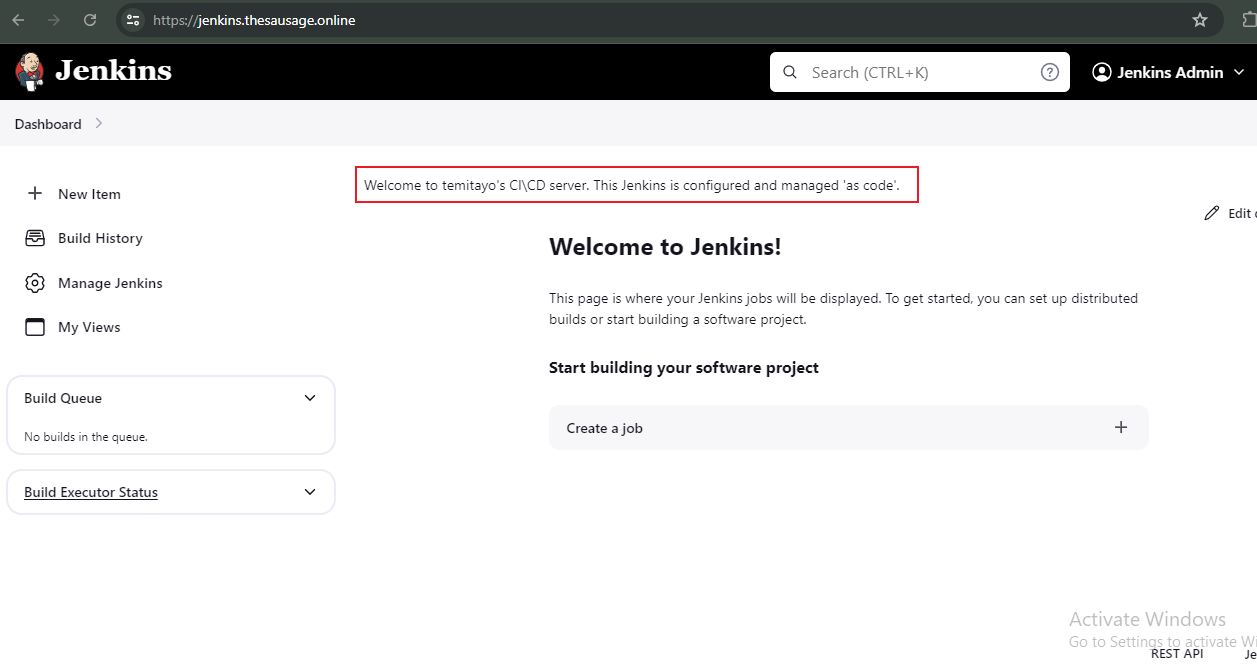 https://jenkins.thesausage.online
Jenkins
Search (CTRL+K)
Jenkins Admin
Dashboard
New Item
Build History
Manage Jenkins
My Views
Build Queue
No builds in the queue.
Build Executor Status
Welcome to temitayo's CI\CD server. This Jenkins is configured and managed 'as code'.
Edit
Welcome to Jenkins!
This page is where your Jenkins jobs will be displayed. To get started, you can set up distributed
builds or start building a software project.
Start building your software project
Create a job
Activate Windows
Go to Settings to activate
REST API